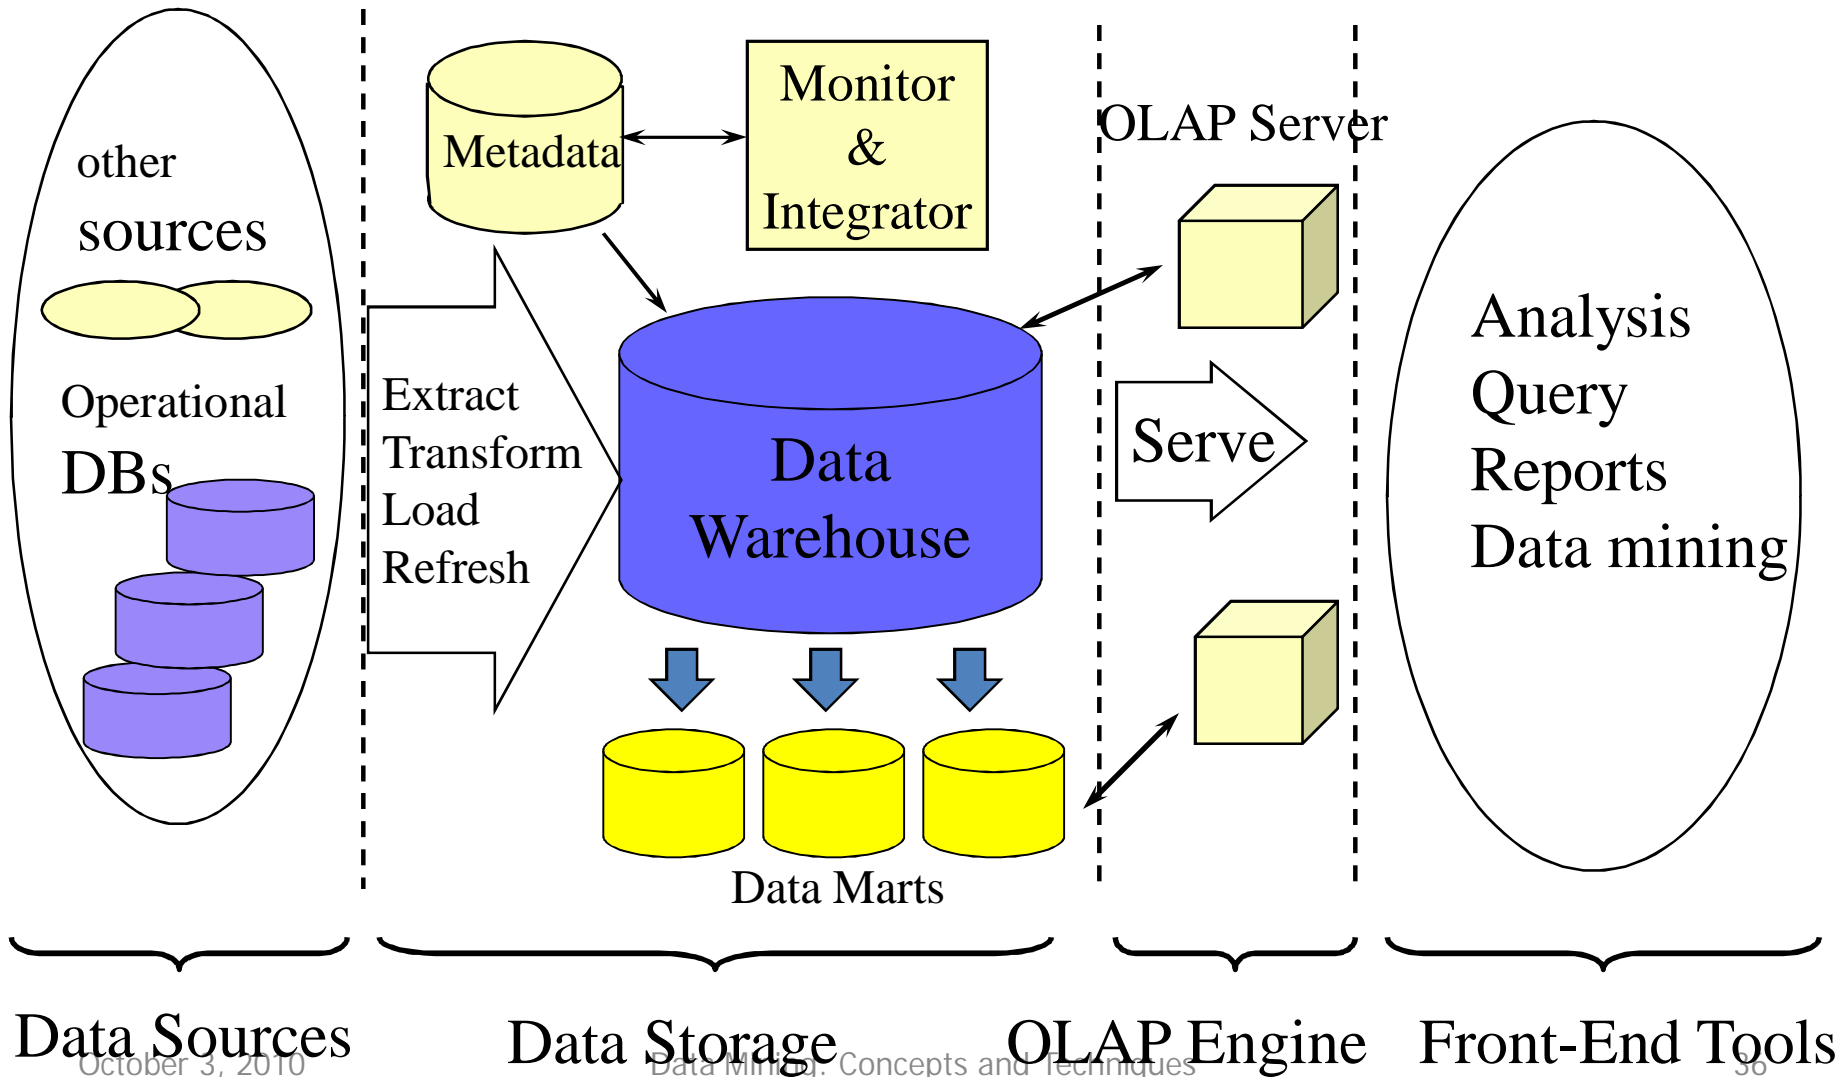 other
sources
Operational
DBs
Extract
Transform
Load
Refresh
Metadata
Monitor
&
Integrator
Data
Warehouse
Data Marts
OLAP Server
Serve
Analysis
Query
Reports
Data mining
Data Sources
Data Storage
OLAP Engine
Front-End Tools
October 3, 2010
Data Mining: Concepts and Techniques
36